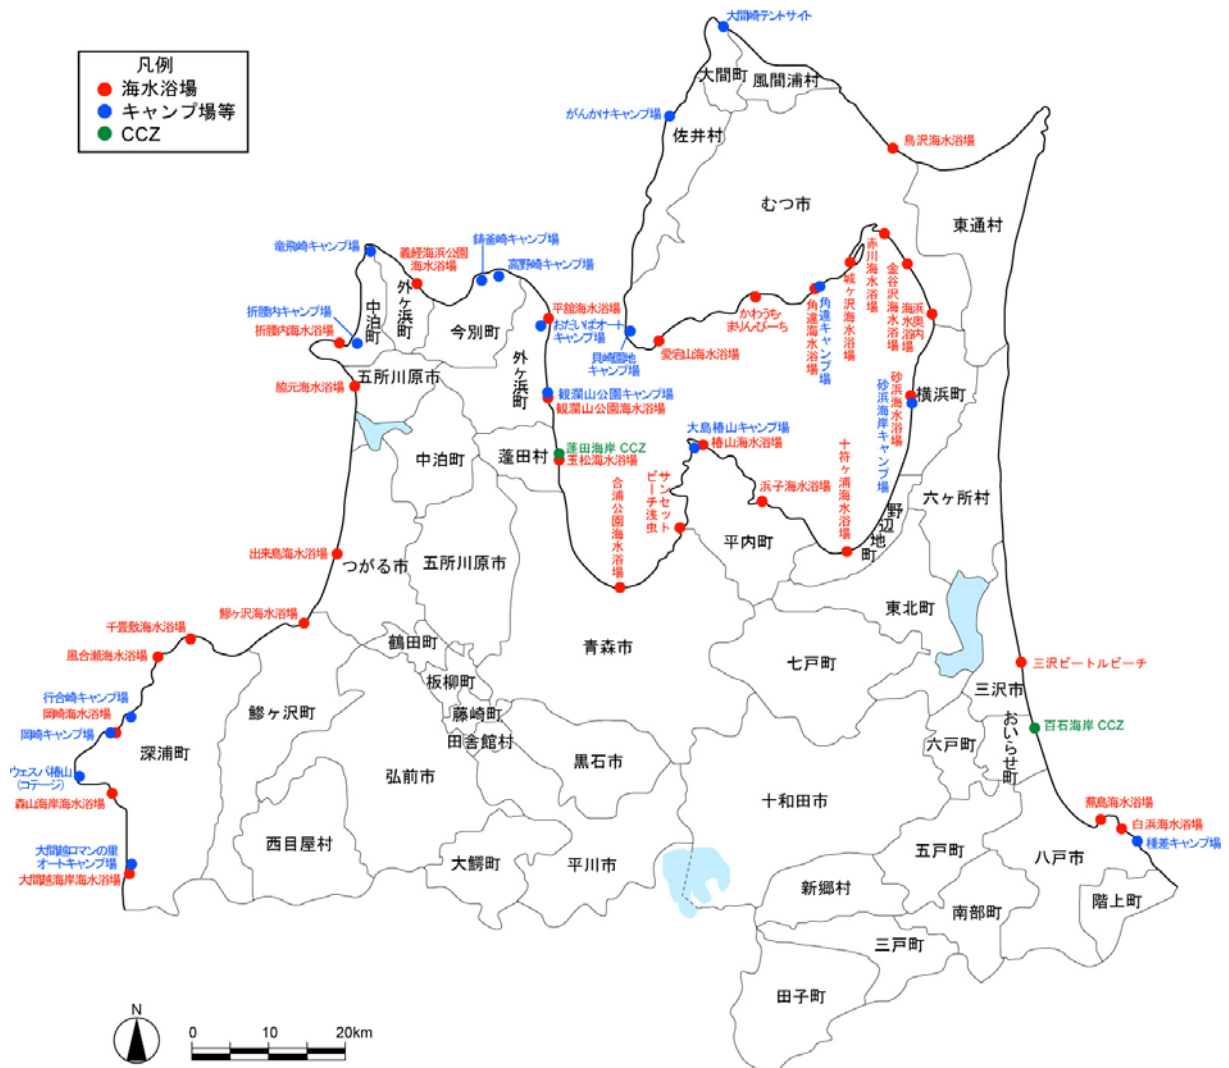 凡例
海水浴場
キャンプ場等
CCZ
大間崎テントサイト
大間町
風間浦村
がんかけキャンプ場
佐井村
鳥沢海水浴場
むつ市
東通村
竜飛崎キャンプ場
義経海浜公園
海水浴場
鋳釜崎キャンプ場
高野崎キャンプ場
赤川海水浴場
金谷沢海水浴場
城ヶ沢海水浴場
浜奥内
海水浴場
角違海水浴場
角違キャンプ場
かわうち・
まりん・びーち
愛宕山海水浴場
貝崎園地
キャンプ場
折腰内キャンプ場
折腰内海水浴場
中泊町
外ヶ浜町
今別町
平舘海水浴場
おだいばオート
キャンプ場
外ヶ浜町
五所川原市
脇元海水浴場
観瀾山公園キャンプ場
観瀾山公園海水浴場
砂浜海水浴場
砂浜海岸キャンプ場
横浜町
大島椿山キャンプ場
椿山海水浴場
蓬田海岸 CCZ
玉松海水浴場
蓬田村
中泊町
サンセット
ビーチ浅虫
合浦公園海水浴場
浜子海水浴場
十符ヶ浦海水浴場
野辺地町
六ヶ所村
平内町
出来島海水浴場
つがる市
五所川原市
東北町
鰺ヶ沢海水浴場
千畳敷海水浴場
風合瀬海水浴場
鶴田町
青森市
七戸町
三沢ビートルビーチ
三沢市
板柳町
行合崎キャンプ場
岡崎海水浴場
岡崎キャンプ場
鰺ヶ沢町
藤崎町
田舎館村
深浦町
おいらせ町
百石海岸 CCZ
六戸町
黒石市
弘前市
ウェスパ椿山
(コテージ)
森山海岸海水浴場
十和田市
蕪島海水浴場
白浜海水浴場
種差キャンプ場
大間越ロマンの里
オートキャンプ場
大間越海岸海水浴場
西目屋村
大鰐町
平川市
五戸町
八戸市
新郷村
階上町
南部町
三戸町
田子町
N
0 10 20km